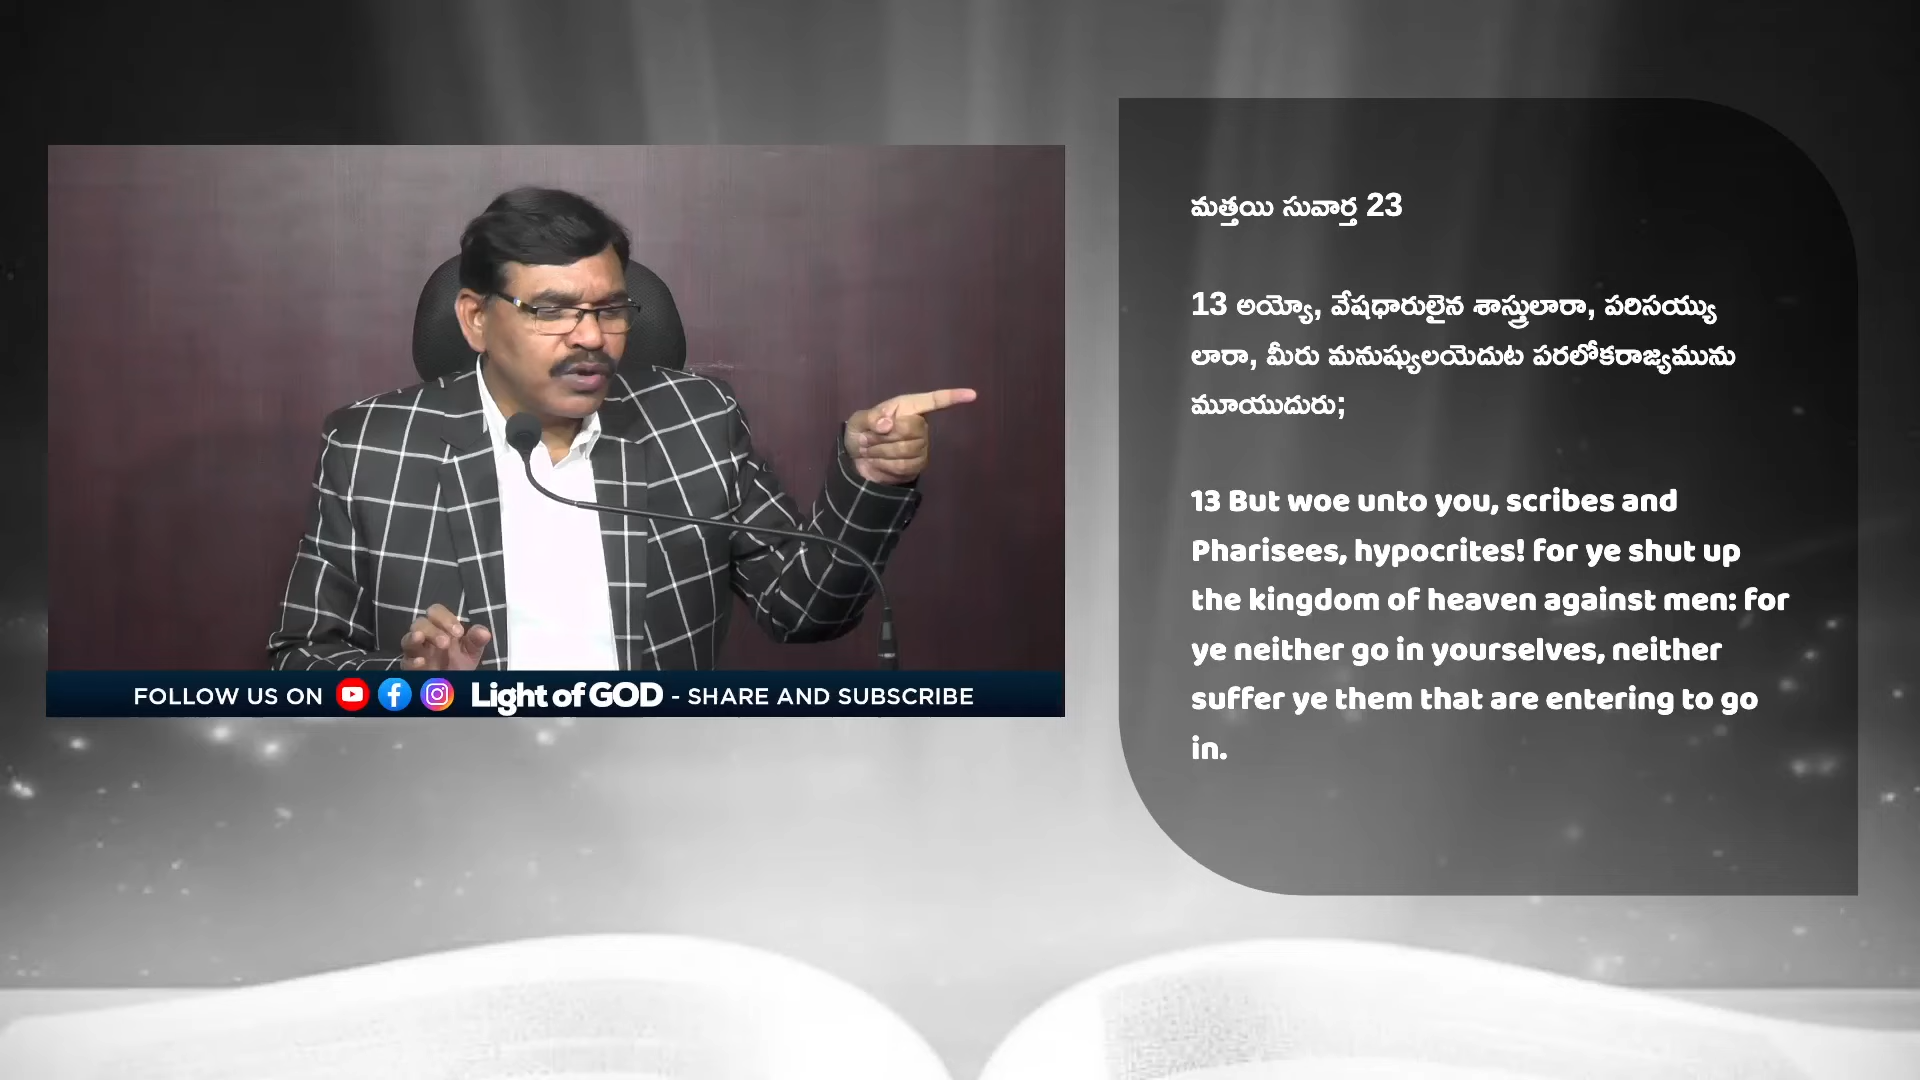 మత్తయి సువార్త 23
13 అయ్యో, వేషధారులైన శాస్త్రులారా, పరిసయ్యు
లారా, మీరు మనుష్యులయెదుట పరలోకరాజ్యమును
మూయుదురు;
13 But woe unto you, scribes and
Pharisees, hypocrites! for ye shut up
the kingdom of heaven against men: for
ye neither go in yourselves, neither
suffer ye them that are entering to go
in.
FOLLOW US ON Light of GOD - SHARE AND SUBSCRIBE